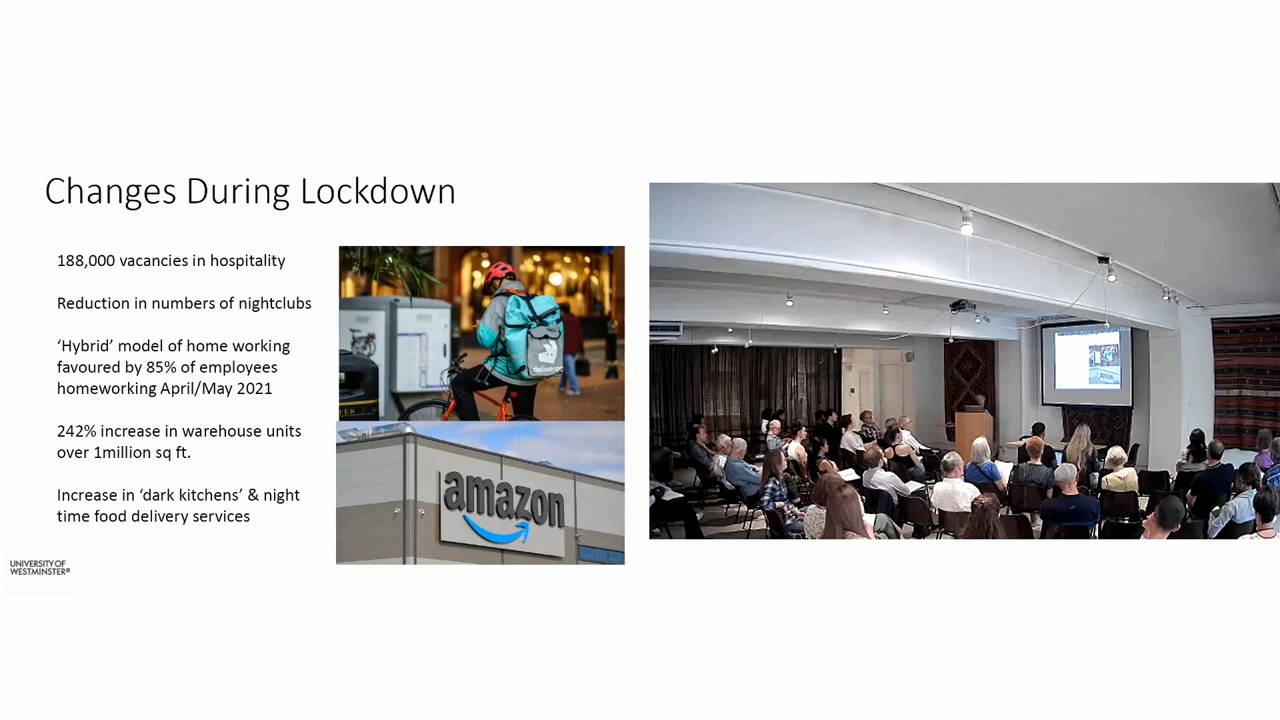 Changes During Lockdown
188,000 vacancies in hospitality
Reduction in numbers of nightclubs
‘Hybrid’ model of home working
favoured by 85% of employees
homeworking April/May 2021
242% increase in warehouse units
over 1million sq ft.
Increase in ‘dark kitchens’ & night
time food delivery services
deliveroo
amazon
UNIVERSITY OF
WESTMINSTER